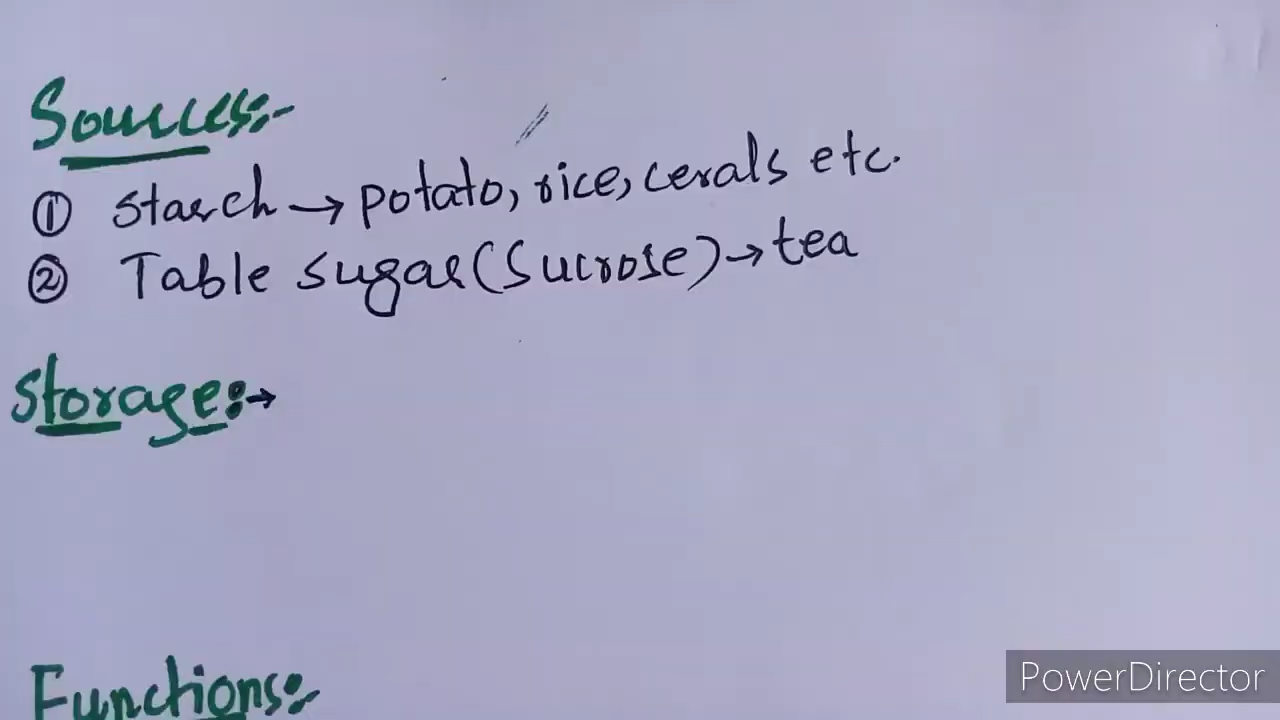 Sources:-
① Starch → potato, rice, cerals etc.
② Table sugar (Sucrose) → tea
Storage:→
Functions:-
PowerDirector